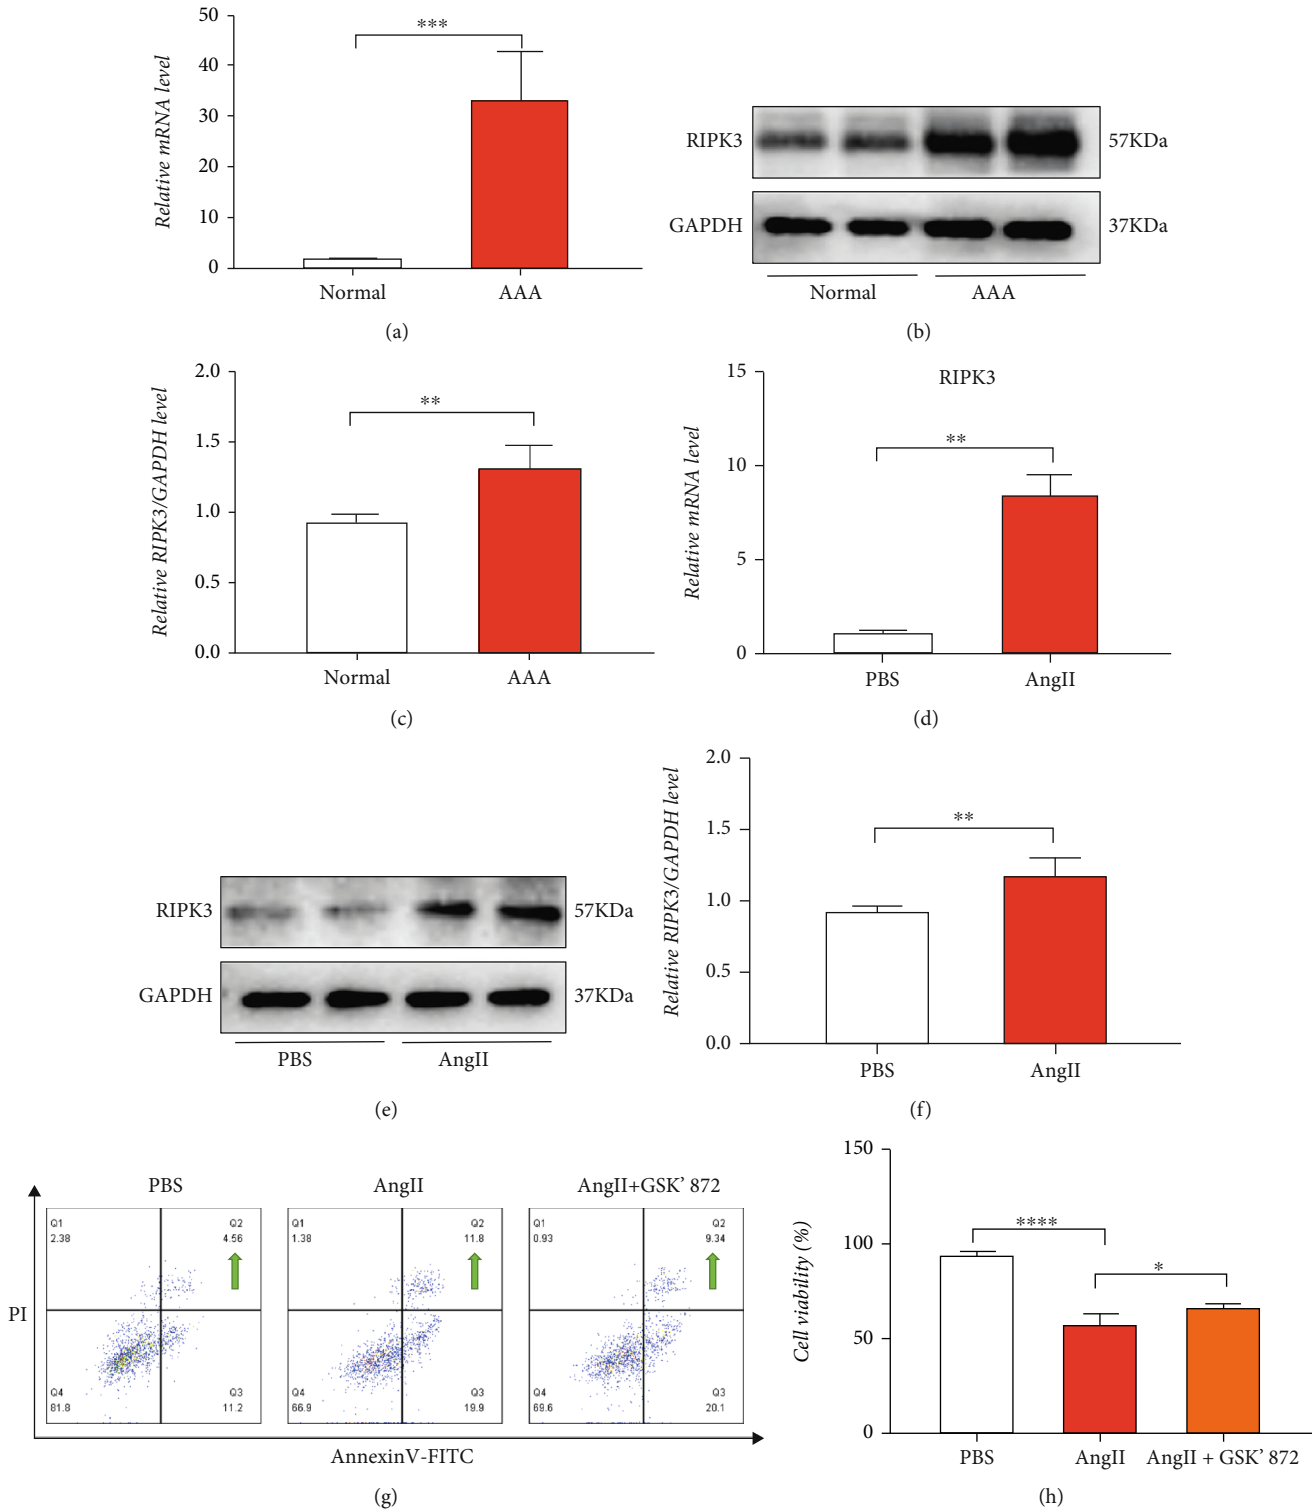 50
40
30
20
10
0
Relative mRNA level
***
Normal AAA
(a)
RIPK3 57KDa
GAPDH 37KDa
Normal AAA
(b)
2.0
1.5
1.0
0.5
0.0
Relative RIPK3/GAPDH level
**
Normal AAA
(c)
RIPK3
15
10
5
0
Relative mRNA level
**
PBS AngII
(d)
RIPK3 57KDa
GAPDH 37KDa
PBS AngII
(e)
2.0
1.5
1.0
0.5
0.0
Relative RIPK3/GAPDH level
**
PBS AngII
(f)
PBS AngII AngII+GSK' 872
Q1 Q2 Q1 Q2 Q1 Q2
2.38 4.56 1.38 11.8 0.93 9.34
PI
Q4 Q3 Q4 Q3 Q4 Q3
81.8 11.2 66.9 19.9 69.6 20.1
AnnexinV-FITC
(g)
150
100
50
0
Cell viability (%)
****
*
PBS AngII AngII + GSK' 872
(h)